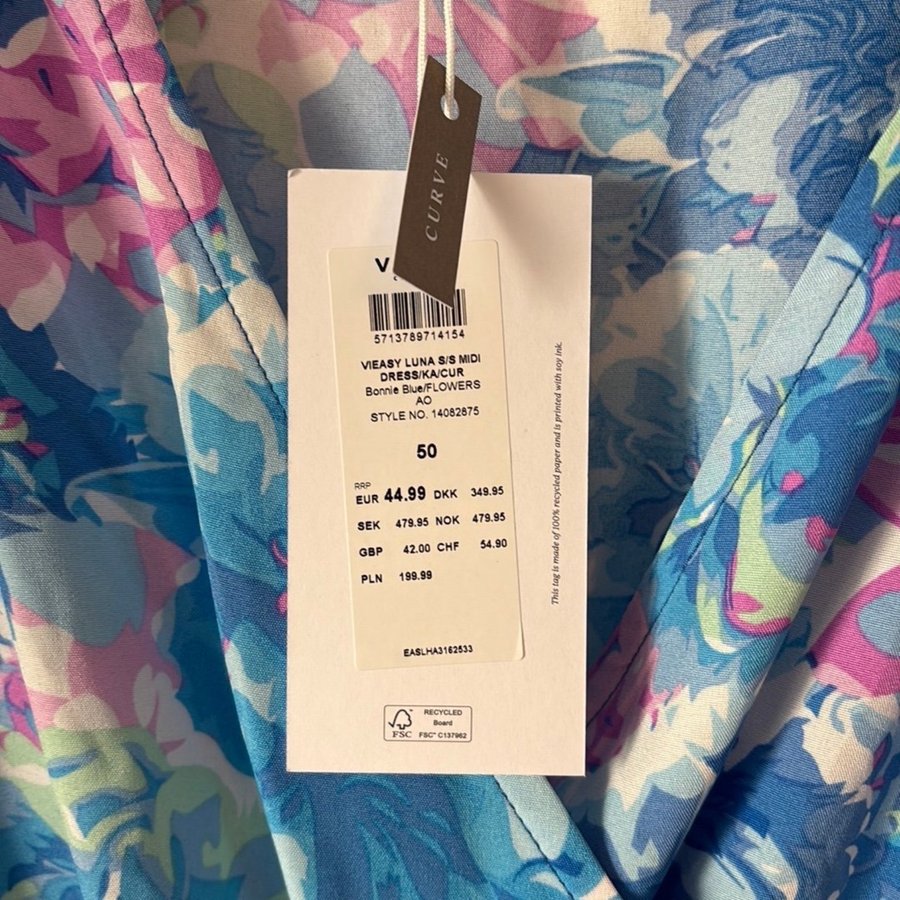 CURVE
V
5713789714154
VIEASY LUNA S/S MIDI
DRESS/KA/CUR
Bonnie Blue/FLOWERS
AO
STYLE NO. 14082875
50
RRP
EUR 44.99 DKK 349.95
SEK 479.95 NOK 479.95
GBP 42.00 CHF 54.90
PLN 199.99
EASLHA3162533
This tag is made of 100% recycled paper and is printed with soy ink.
FSC
RECYCLED
Board
FSC™ C137962